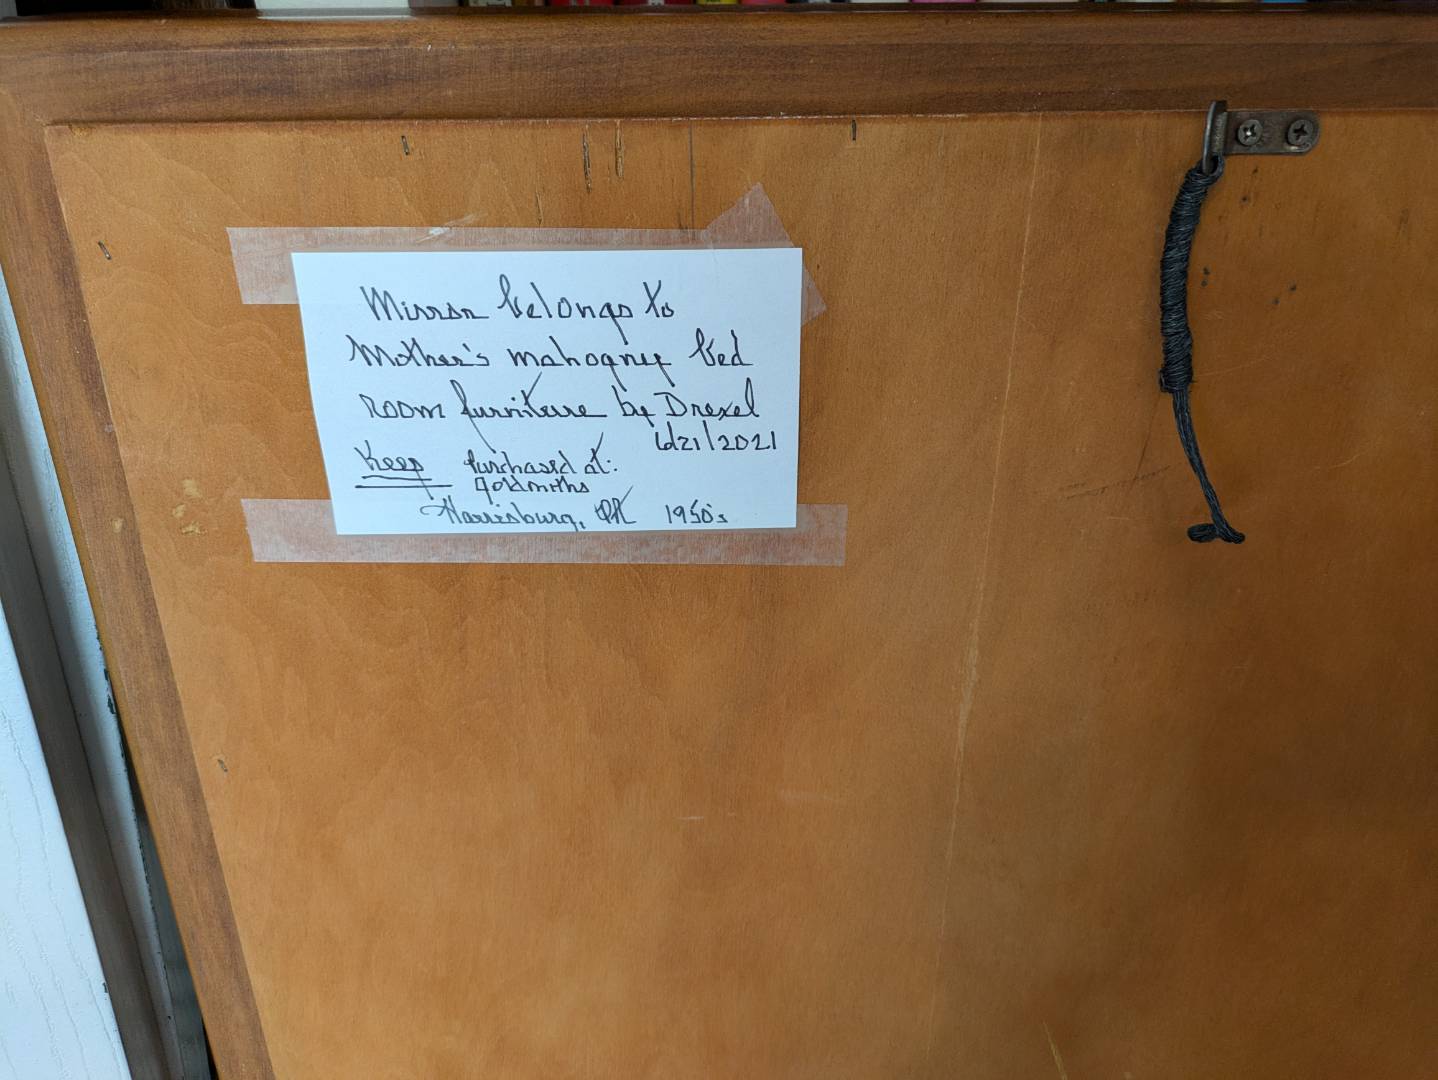 Mirror belongs to
Mother's mahogney bed
room furniture by Drexel
6/21/2021
Keep purchased at:
goldsmiths
Harrisburg, PA 1950's